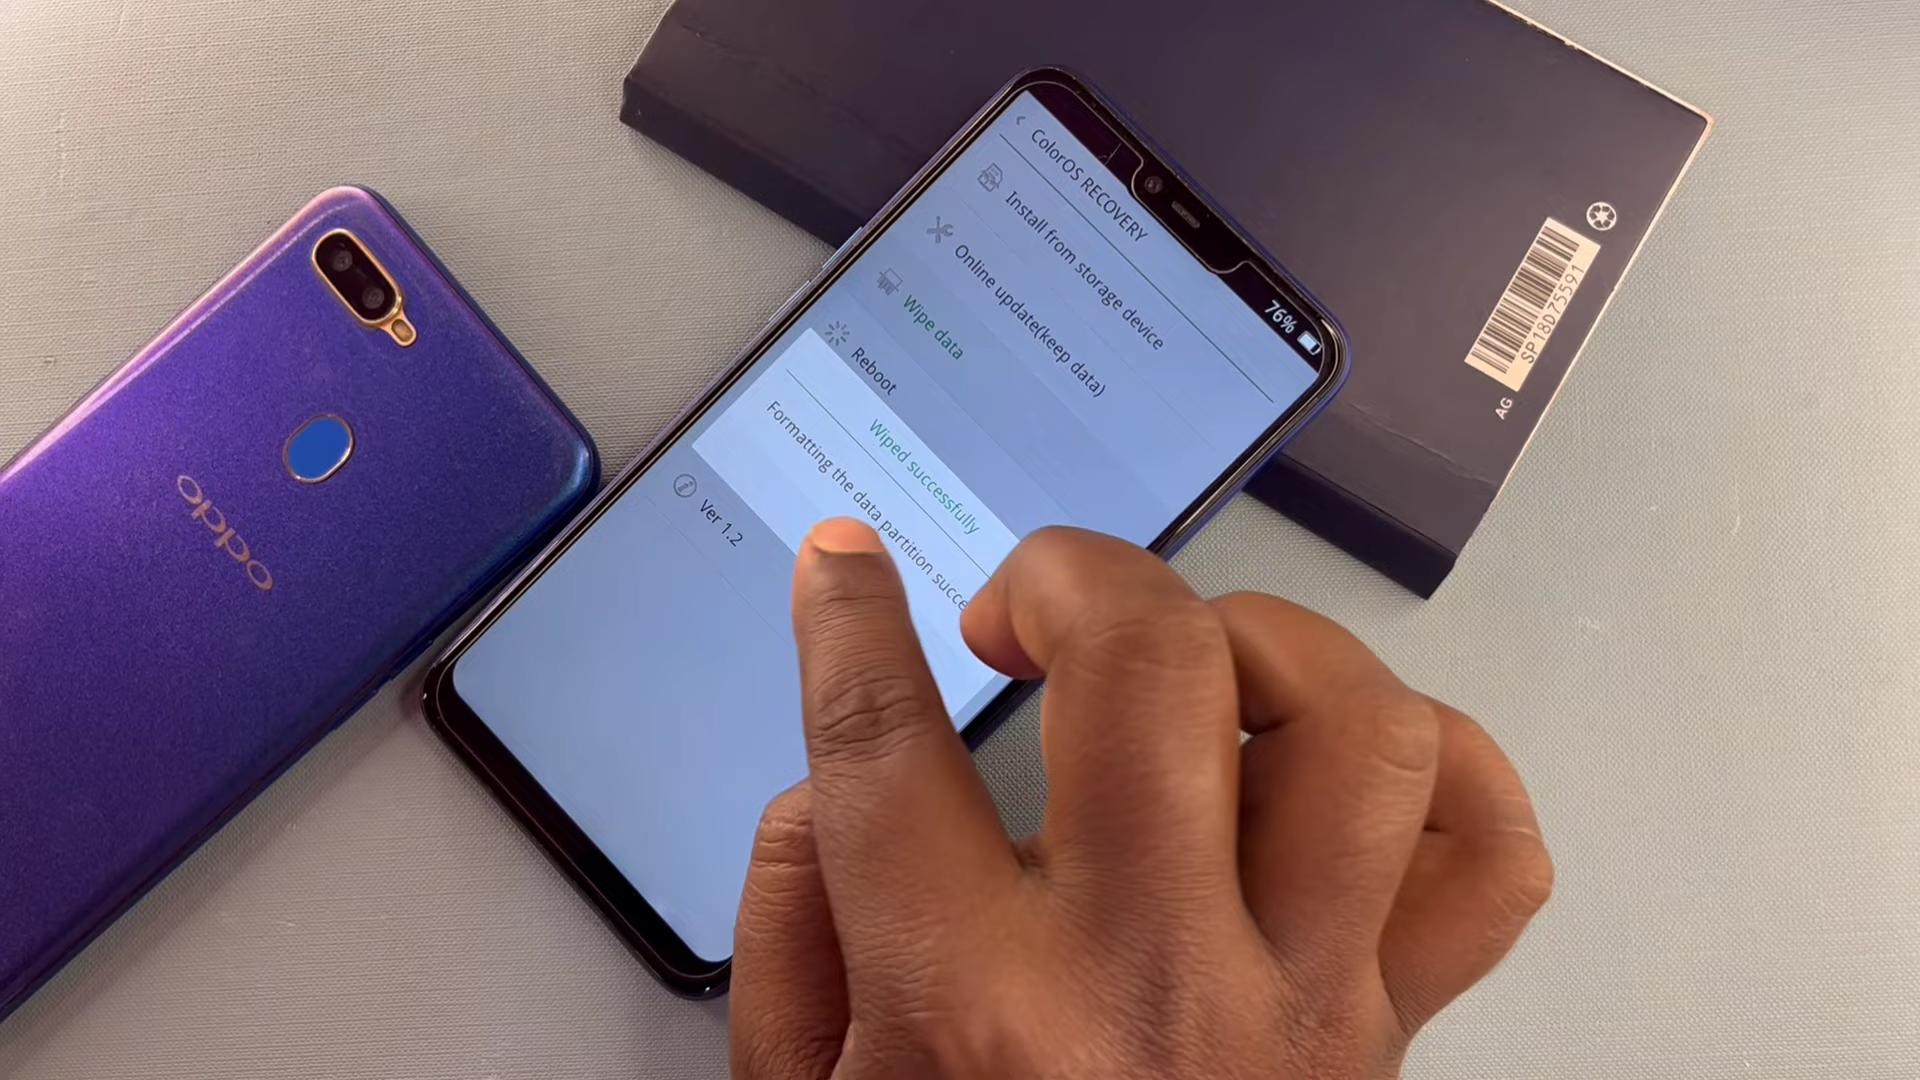 ColorOS RECOVERY
76%
Install from storage device
Online update(keep data)
Wipe data
Reboot
Wiped successfully
Formatting the data partition succe
Ver 1.2
oppo
SP18D75591
AG